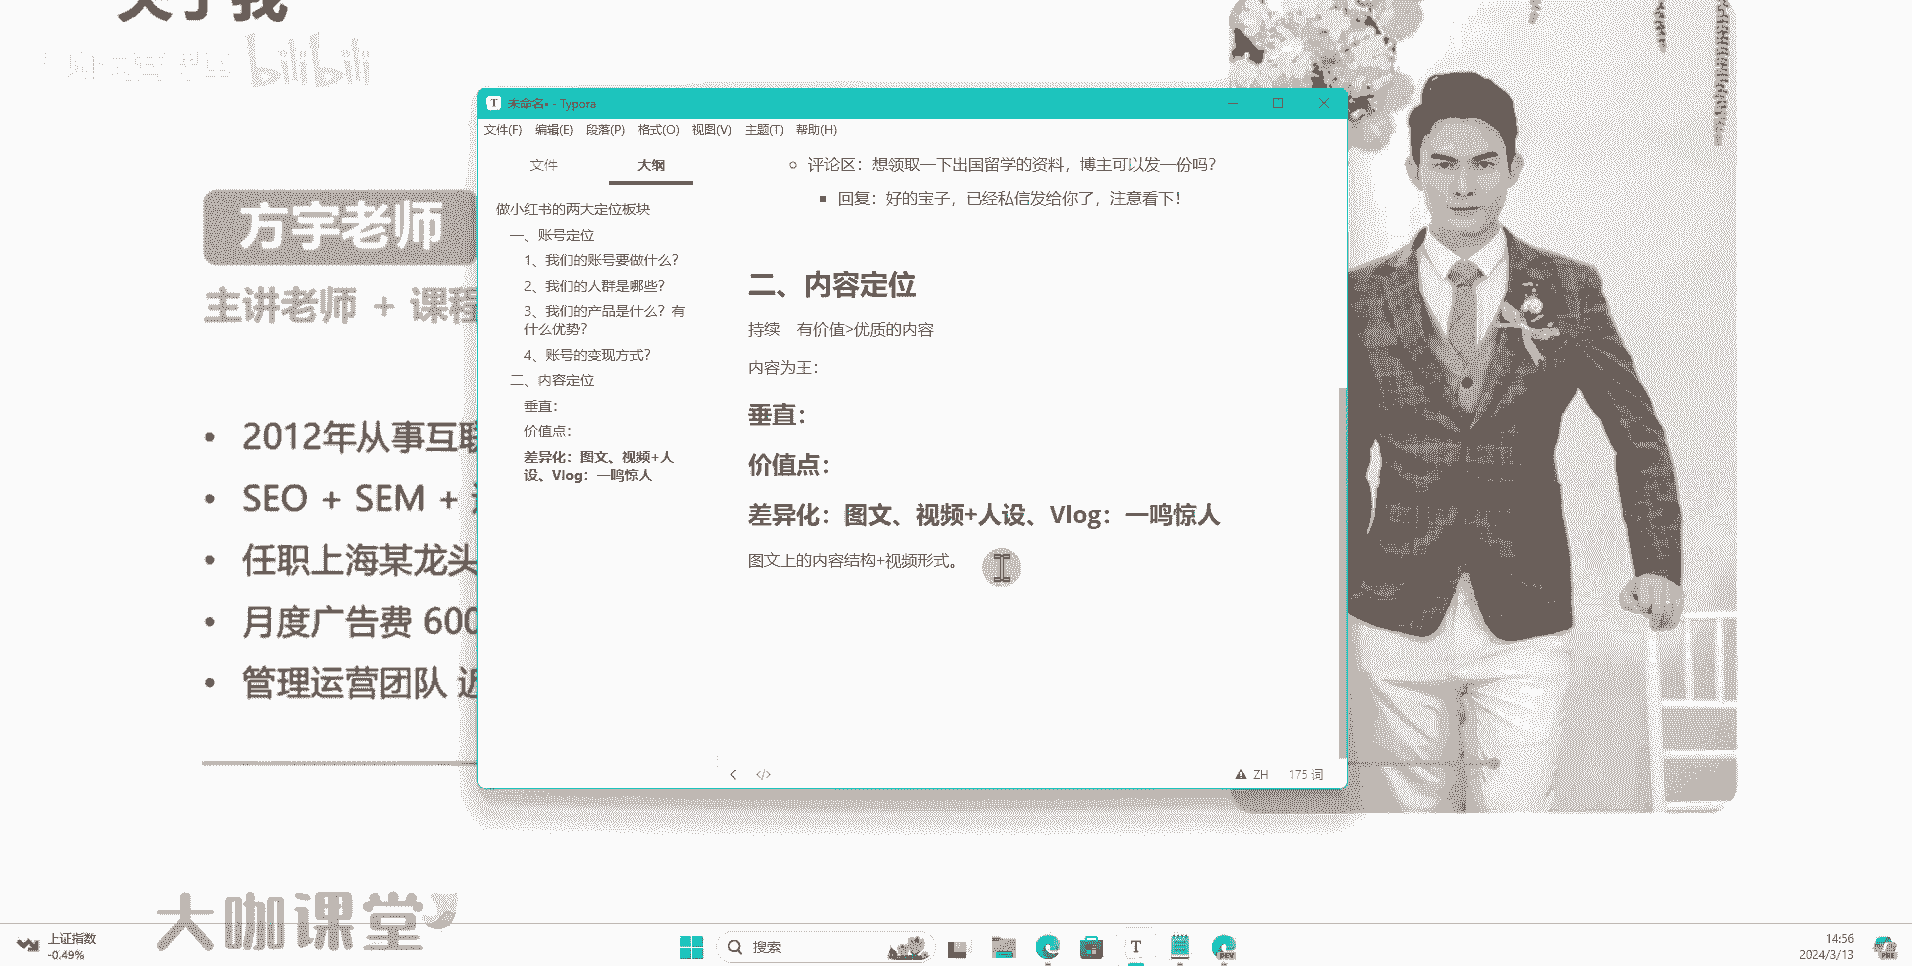 关于我
bilibili
方宇老师
主讲老师 + 课程
• 2012年从事互联
• SEO + SEM +
• 任职上海某龙头
• 月度广告费 600
• 管理运营团队 近
大咖课堂
未命名• - Typora
文件(F) 编辑(E) 段落(P) 格式(O) 视图(V) 主题(T) 帮助(H)
文件 大纲
做小红书的两大定位板块
一、账号定位
1、我们的账号要做什么？
2、我们的人群是哪些？
3、我们的产品是什么？有
什么优势？
4、账号的变现方式？
二、内容定位
垂直：
价值点：
差异化：图文、视频+人
设、Vlog：一鸣惊人
评论区：想领取一下出国留学的资料，博主可以发一份吗？
回复：好的宝子，已经私信发给你了，注意看下！
二、内容定位
持续 有价值>优质的内容
内容为王：
垂直：
价值点：
差异化：图文、视频+人设、Vlog：一鸣惊人
图文上的内容结构+视频形式。
ZH 175 词
上证指数
-0.49%
搜索
T
DEV
14:56
2024/3/13
PRE